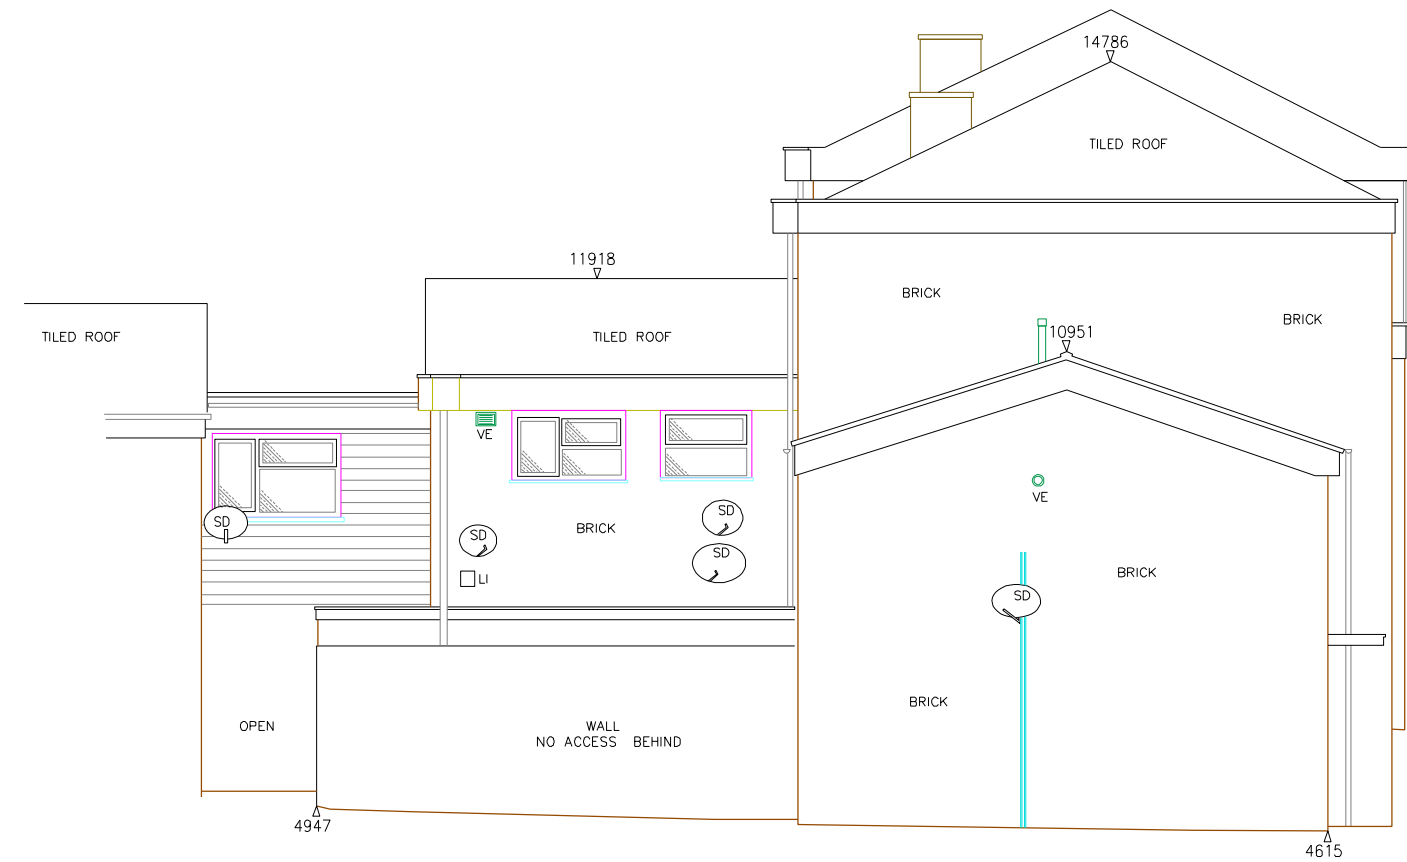 14786
TILED ROOF
11918
BRICK
BRICK
10951
TILED ROOF
TILED ROOF
VE
VE
SD
SD
SD
BRICK
SD
SD
LI
BRICK
SD
BRICK
OPEN
WALL
NO ACCESS BEHIND
4947
4615